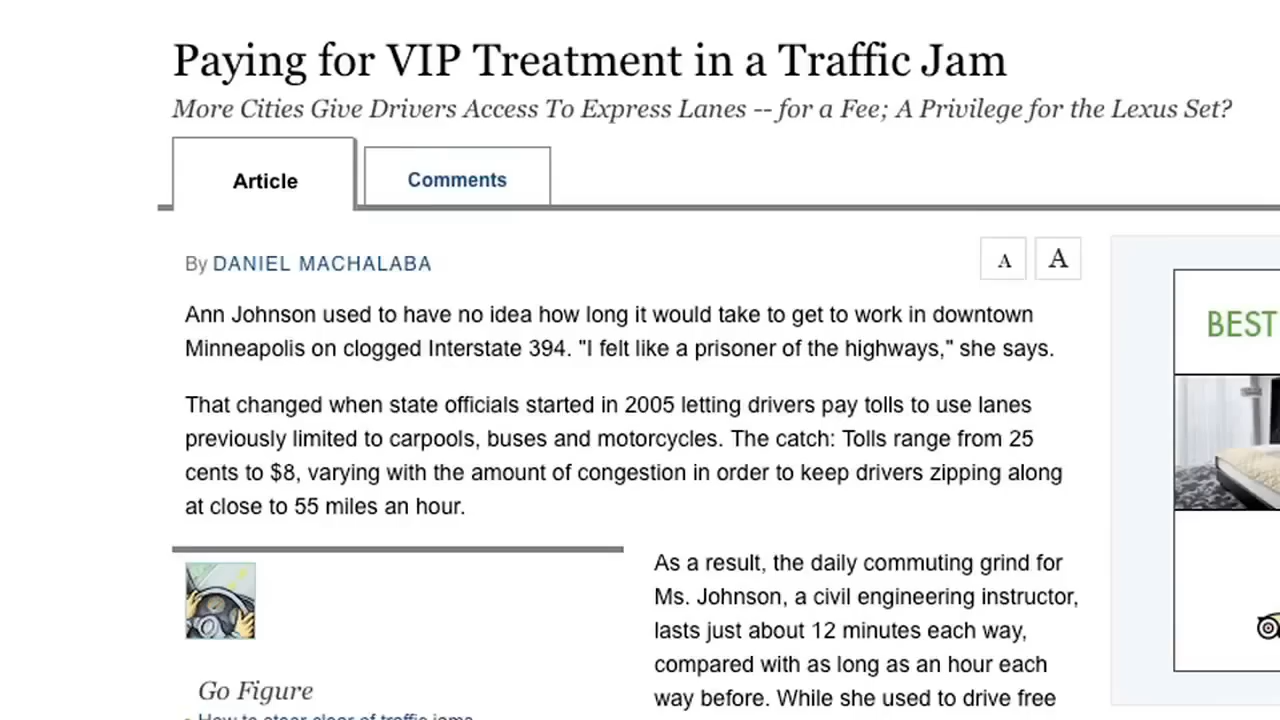 Paying for VIP Treatment in a Traffic Jam
More Cities Give Drivers Access To Express Lanes -- for a Fee; A Privilege for the Lexus Set?
Article
Comments
By DANIEL MACHALABA
A A
Ann Johnson used to have no idea how long it would take to get to work in downtown
Minneapolis on clogged Interstate 394. "I felt like a prisoner of the highways," she says.
That changed when state officials started in 2005 letting drivers pay tolls to use lanes
previously limited to carpools, buses and motorcycles. The catch: Tolls range from 25
cents to $8, varying with the amount of congestion in order to keep drivers zipping along
at close to 55 miles an hour.
As a result, the daily commuting grind for
Ms. Johnson, a civil engineering instructor,
lasts just about 12 minutes each way,
compared with as long as an hour each
way before. While she used to drive free
Go Figure
How to steer clear of traffic jams
BEST